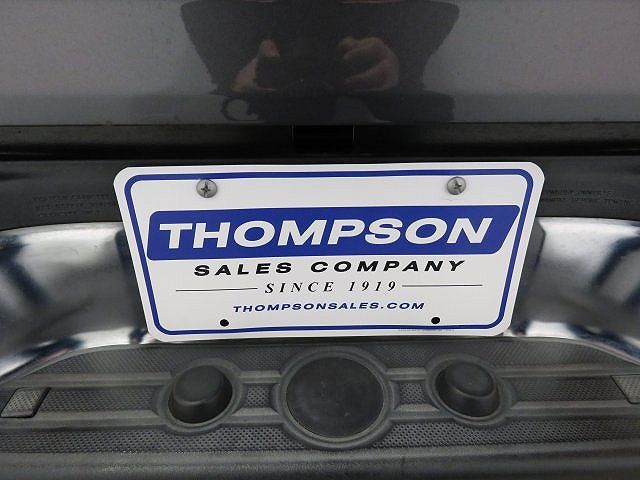 THOMPSON
SALES COMPANY
SINCE 1919
THOMPSONSALES.COM